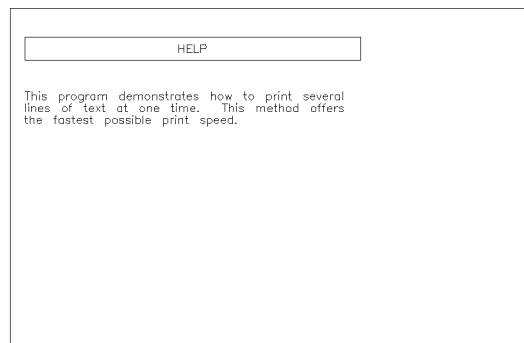 HELP
This program demonstrates how to print several
lines of text at one time. This method offers
the fastest possible print speed.